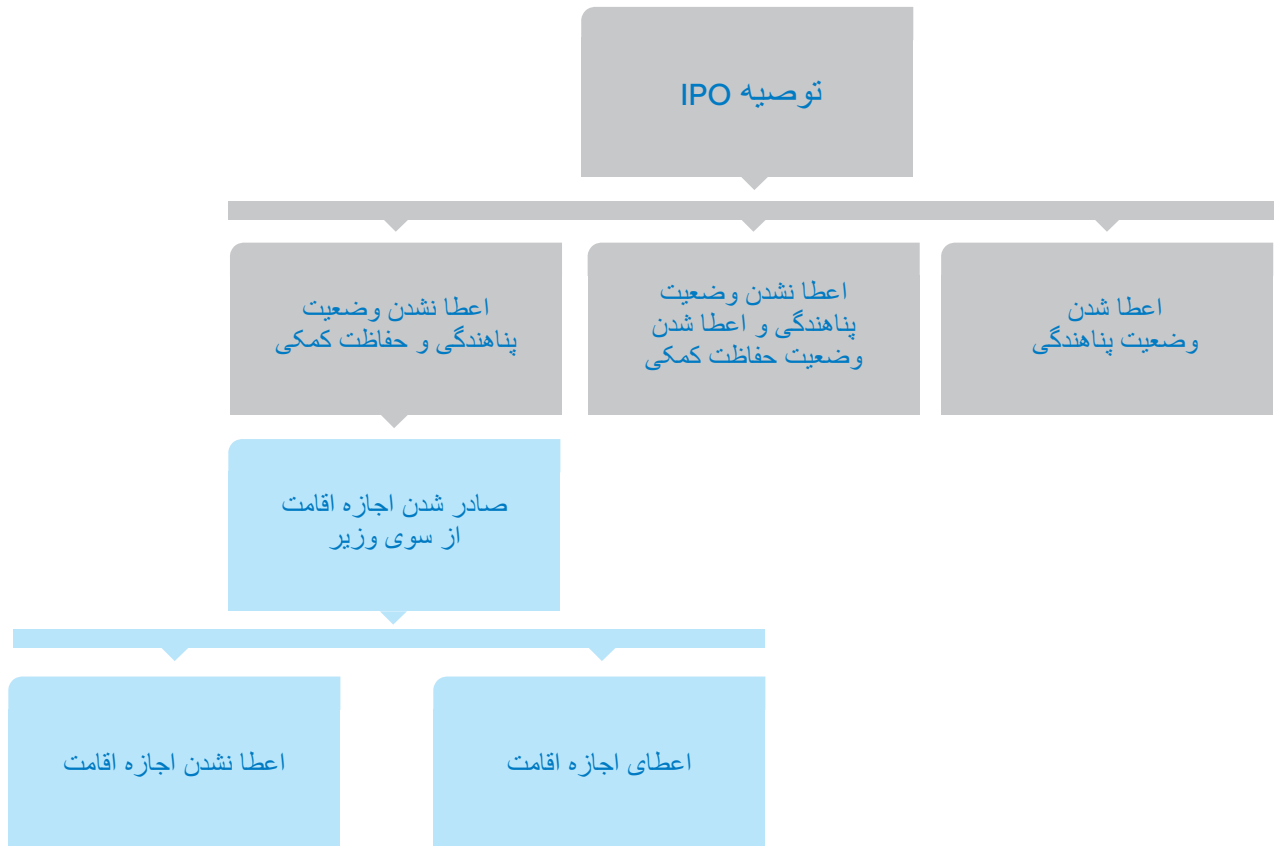 توصیه IPO
اعطا شدن
وضعیت پناهندگی
اعطا نشدن وضعیت
پناهندگی و اعطا شدن
وضعیت حفاظت کمکی
اعطا نشدن وضعیت
پناهندگی و حفاظت کمکی
صادر شدن اجازه اقامت
از سوی وزیر
اعطای اجازه اقامت
اعطا نشدن اجازه اقامت